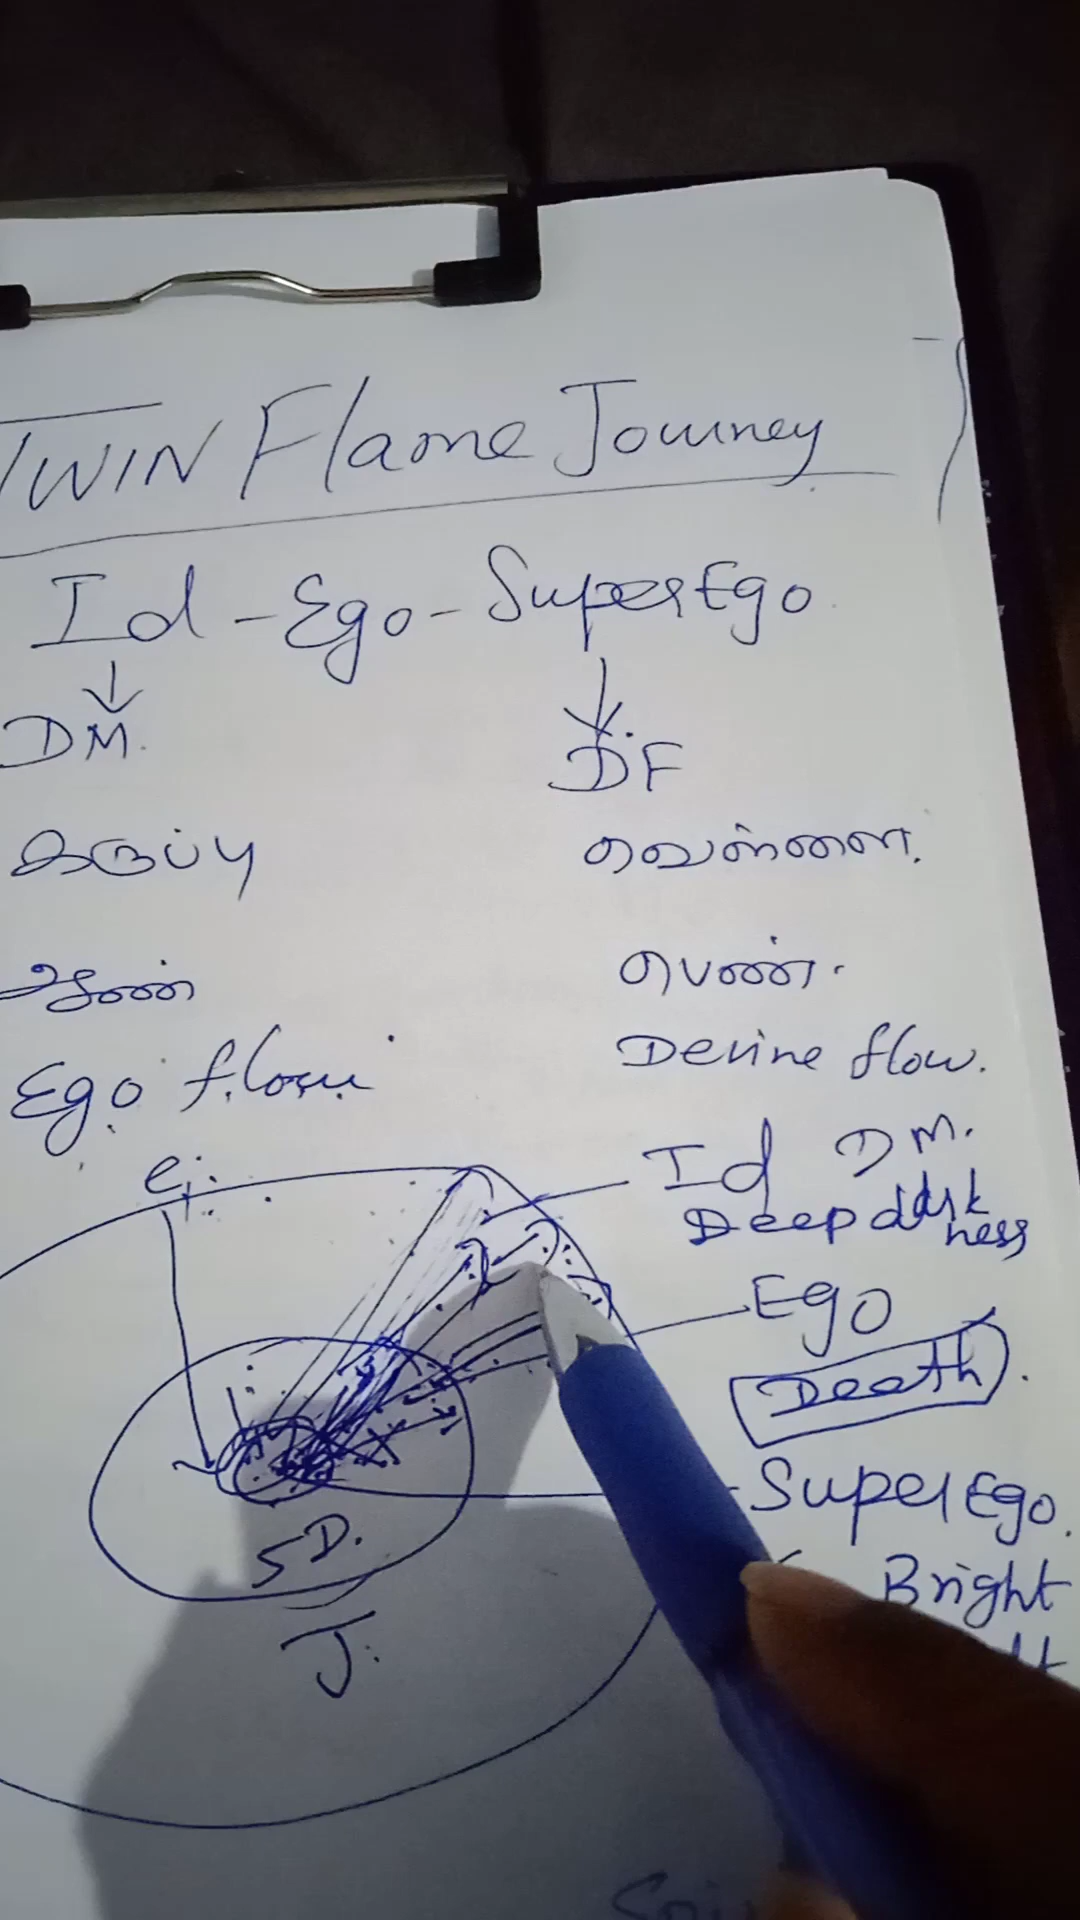 TWIN Flame Journey
Id - Ego - SuperEgo
DM. DF
கருப்பு வெள்ளை.
ஆண் பெண்.
Ego flow Devine flow.
Id DM.
Deep darkness
Ego
Death
SuperEgo.
Bright
5D.
J.